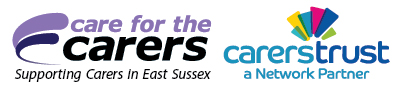 care for the
carers
Supporting Carers in East Sussex
carerstrust
a Network Partner